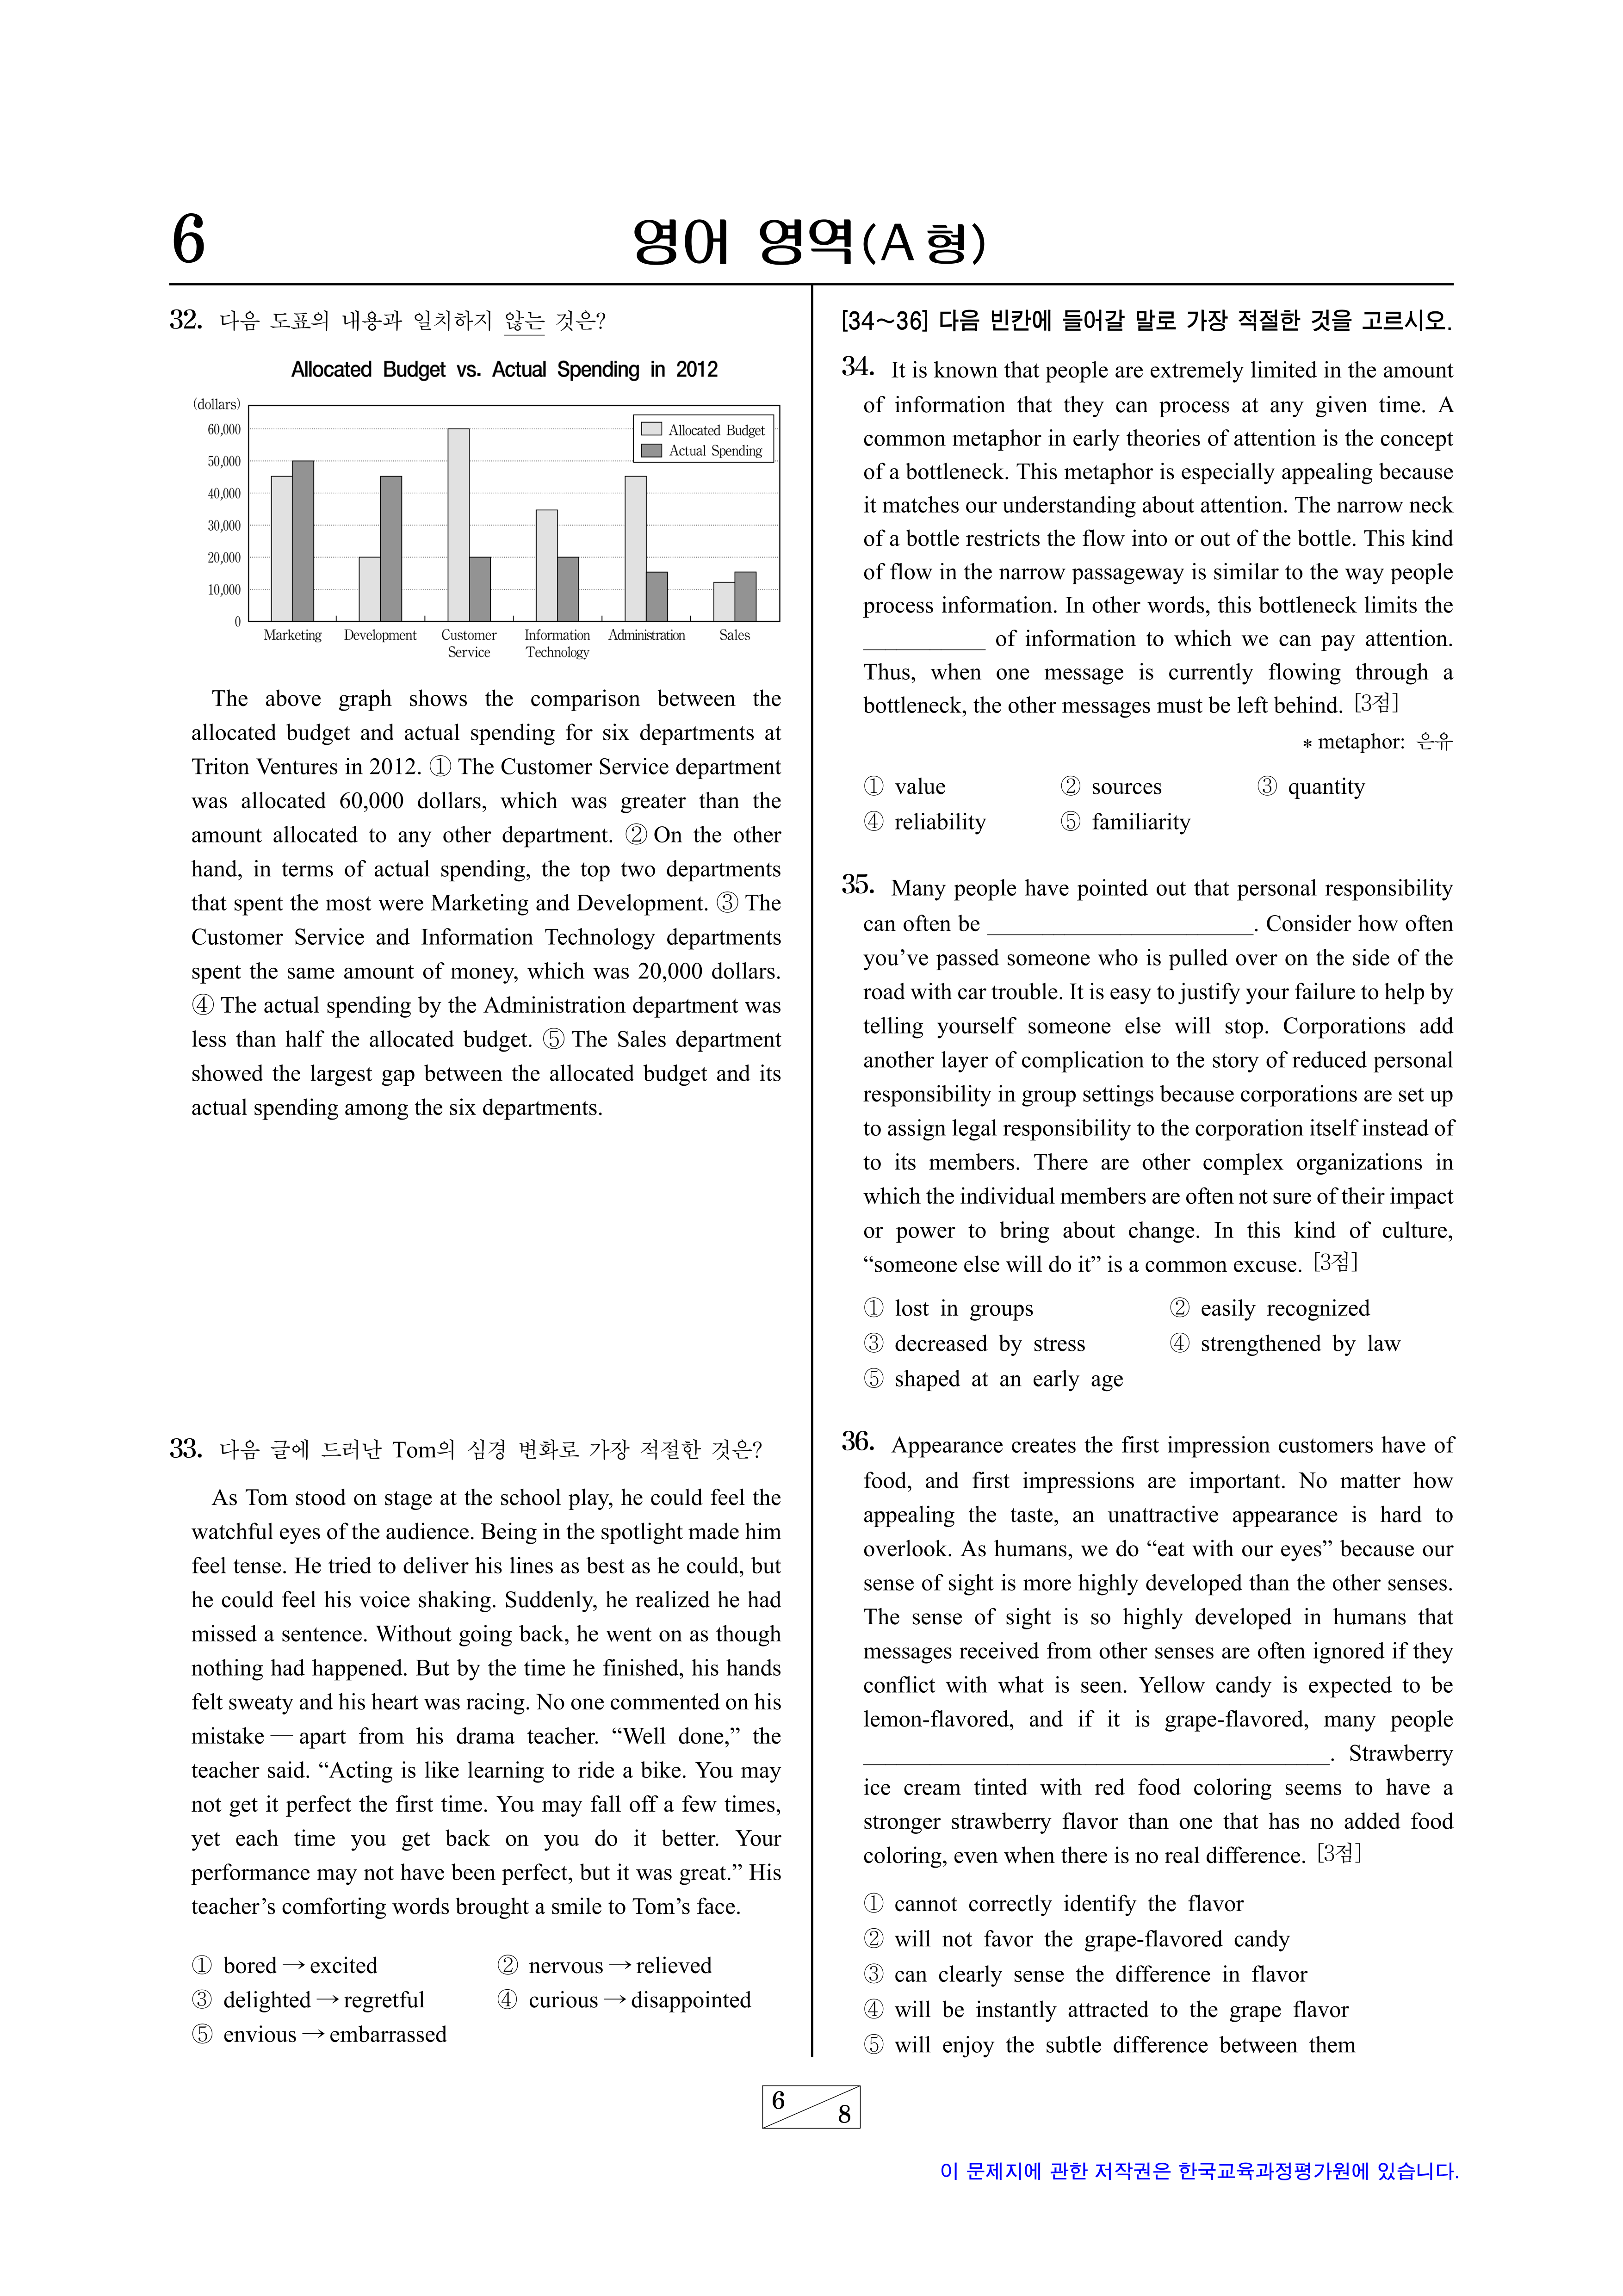 6
영어 영역(A 형)
32. 다음 도표의 내용과 일치하지 않는 것은?
Allocated Budget vs. Actual Spending in 2012
(dollars)
60,000
50,000
40,000
30,000
20,000
10,000
0
Allocated Budget
Actual Spending
Marketing Development Customer Service Information Technology Administration Sales
The above graph shows the comparison between the
allocated budget and actual spending for six departments at
Triton Ventures in 2012. ① The Customer Service department
was allocated 60,000 dollars, which was greater than the
amount allocated to any other department. ② On the other
hand, in terms of actual spending, the top two departments
that spent the most were Marketing and Development. ③ The
Customer Service and Information Technology departments
spent the same amount of money, which was 20,000 dollars.
④ The actual spending by the Administration department was
less than half the allocated budget. ⑤ The Sales department
showed the largest gap between the allocated budget and its
actual spending among the six departments.
33. 다음 글에 드러난 Tom의 심경 변화로 가장 적절한 것은?
As Tom stood on stage at the school play, he could feel the
watchful eyes of the audience. Being in the spotlight made him
feel tense. He tried to deliver his lines as best as he could, but
he could feel his voice shaking. Suddenly, he realized he had
missed a sentence. Without going back, he went on as though
nothing had happened. But by the time he finished, his hands
felt sweaty and his heart was racing. No one commented on his
mistake — apart from his drama teacher. “Well done,” the
teacher said. “Acting is like learning to ride a bike. You may
not get it perfect the first time. You may fall off a few times,
yet each time you get back on you do it better. Your
performance may not have been perfect, but it was great.” His
teacher’s comforting words brought a smile to Tom’s face.
① bored → excited ② nervous → relieved
③ delighted → regretful ④ curious → disappointed
⑤ envious → embarrassed
[34～36] 다음 빈칸에 들어갈 말로 가장 적절한 것을 고르시오.
34. It is known that people are extremely limited in the amount
of information that they can process at any given time. A
common metaphor in early theories of attention is the concept
of a bottleneck. This metaphor is especially appealing because
it matches our understanding about attention. The narrow neck
of a bottle restricts the flow into or out of the bottle. This kind
of flow in the narrow passageway is similar to the way people
process information. In other words, this bottleneck limits the
___________ of information to which we can pay attention.
Thus, when one message is currently flowing through a
bottleneck, the other messages must be left behind. [3점]
* metaphor: 은유
① value ② sources ③ quantity
④ reliability ⑤ familiarity
35. Many people have pointed out that personal responsibility
can often be ________________________. Consider how often
you’ve passed someone who is pulled over on the side of the
road with car trouble. It is easy to justify your failure to help by
telling yourself someone else will stop. Corporations add
another layer of complication to the story of reduced personal
responsibility in group settings because corporations are set up
to assign legal responsibility to the corporation itself instead of
to its members. There are other complex organizations in
which the individual members are often not sure of their impact
or power to bring about change. In this kind of culture,
“someone else will do it” is a common excuse. [3점]
① lost in groups ② easily recognized
③ decreased by stress ④ strengthened by law
⑤ shaped at an early age
36. Appearance creates the first impression customers have of
food, and first impressions are important. No matter how
appealing the taste, an unattractive appearance is hard to
overlook. As humans, we do “eat with our eyes” because our
sense of sight is more highly developed than the other senses.
The sense of sight is so highly developed in humans that
messages received from other senses are often ignored if they
conflict with what is seen. Yellow candy is expected to be
lemon-flavored, and if it is grape-flavored, many people
__________________________________________. Strawberry
ice cream tinted with red food coloring seems to have a
stronger strawberry flavor than one that has no added food
coloring, even when there is no real difference. [3점]
① cannot correctly identify the flavor
② will not favor the grape-flavored candy
③ can clearly sense the difference in flavor
④ will be instantly attracted to the grape flavor
⑤ will enjoy the subtle difference between them
6 8
이 문제지에 관한 저작권은 한국교육과정평가원에 있습니다.